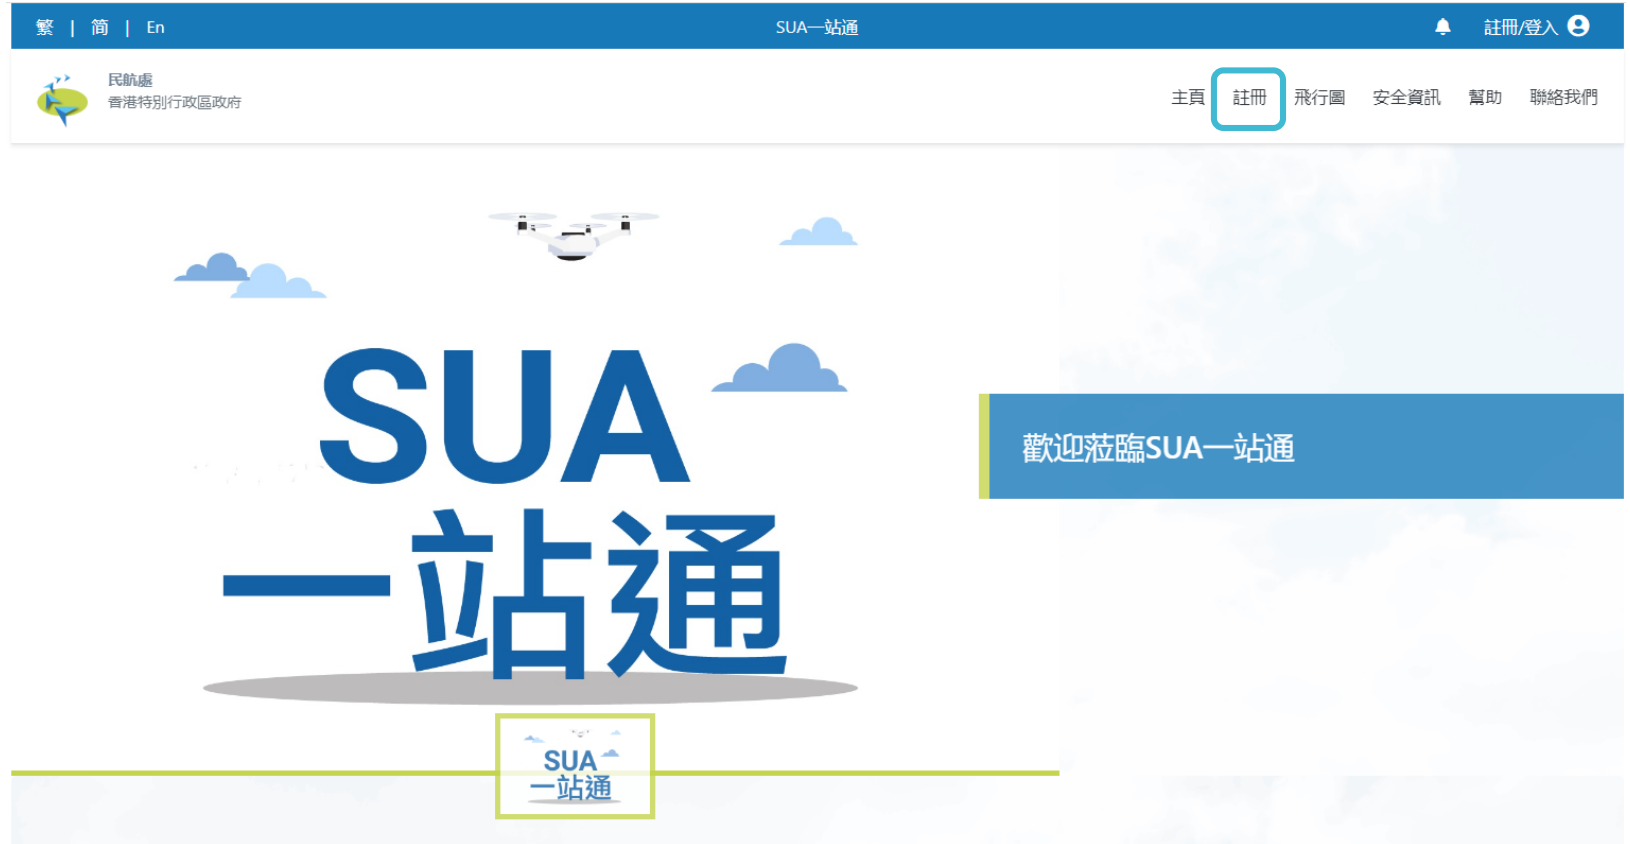 繁 | 简 | En
SUA一站通
註冊/登入
民航處
香港特別行政區政府
主頁 註冊 飛行圖 安全資訊 幫助 聯絡我們
SUA
一站通
歡迎蒞臨SUA一站通
SUA
一站通